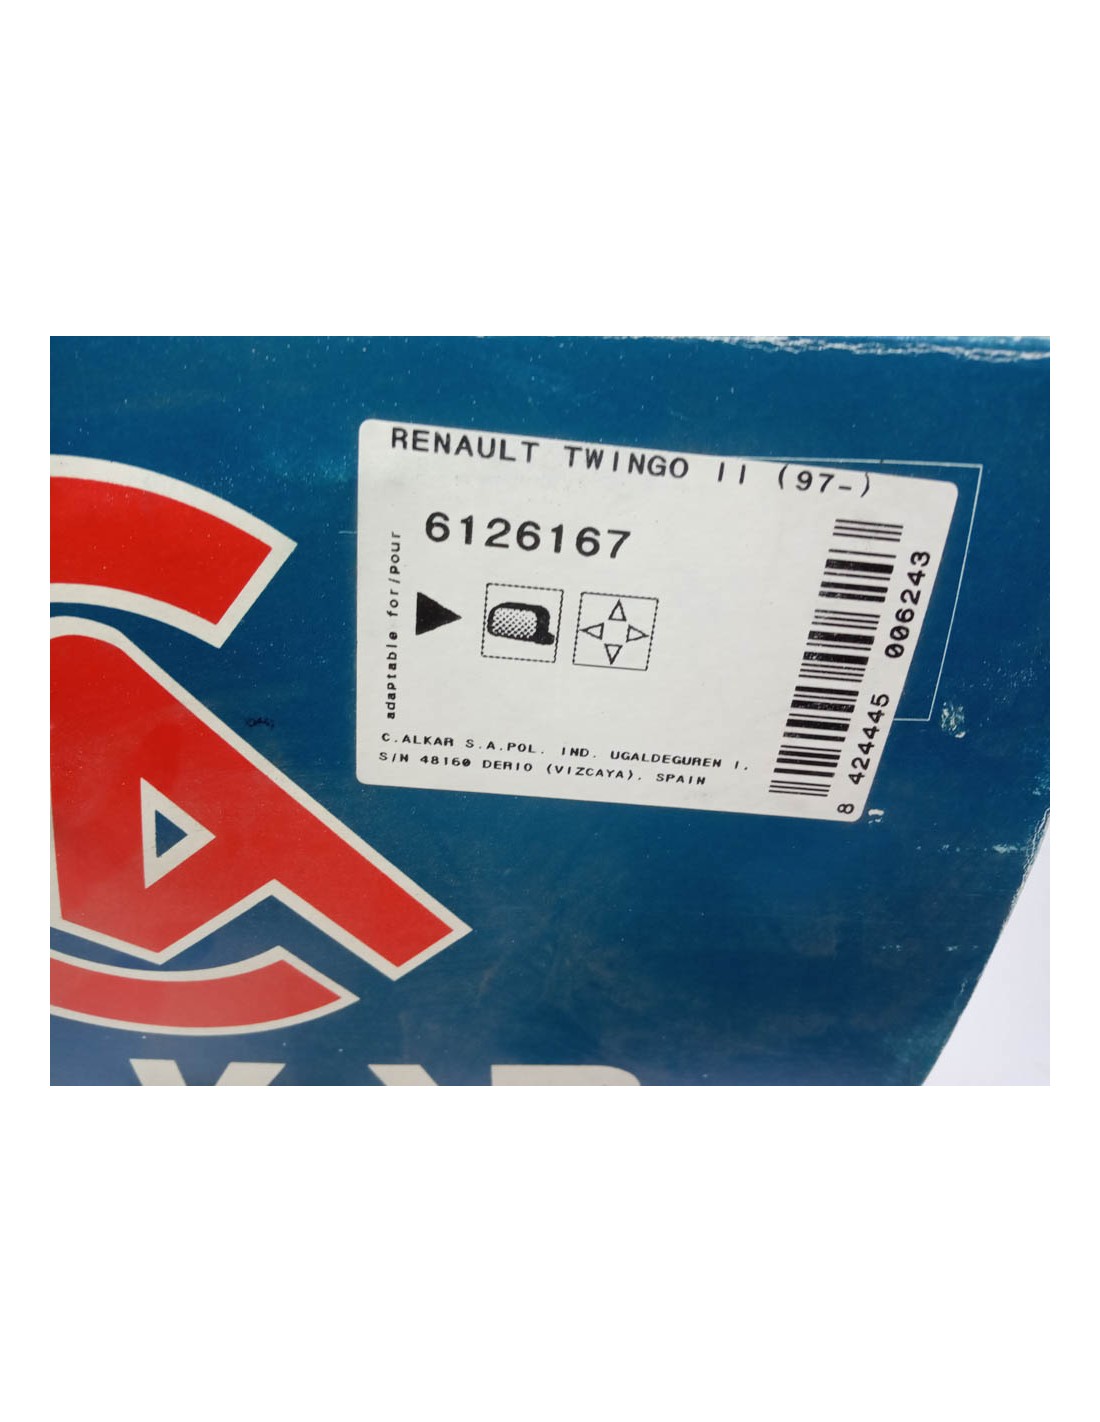 RENAULT TWINGO II (97-)
6126167
adaptable for/pour
C.ALKAR S.A.POL. IND. UGALDEGUREN I.
S/N 48160 DERIO (VIZCAYA). SPAIN
8 424445 006243